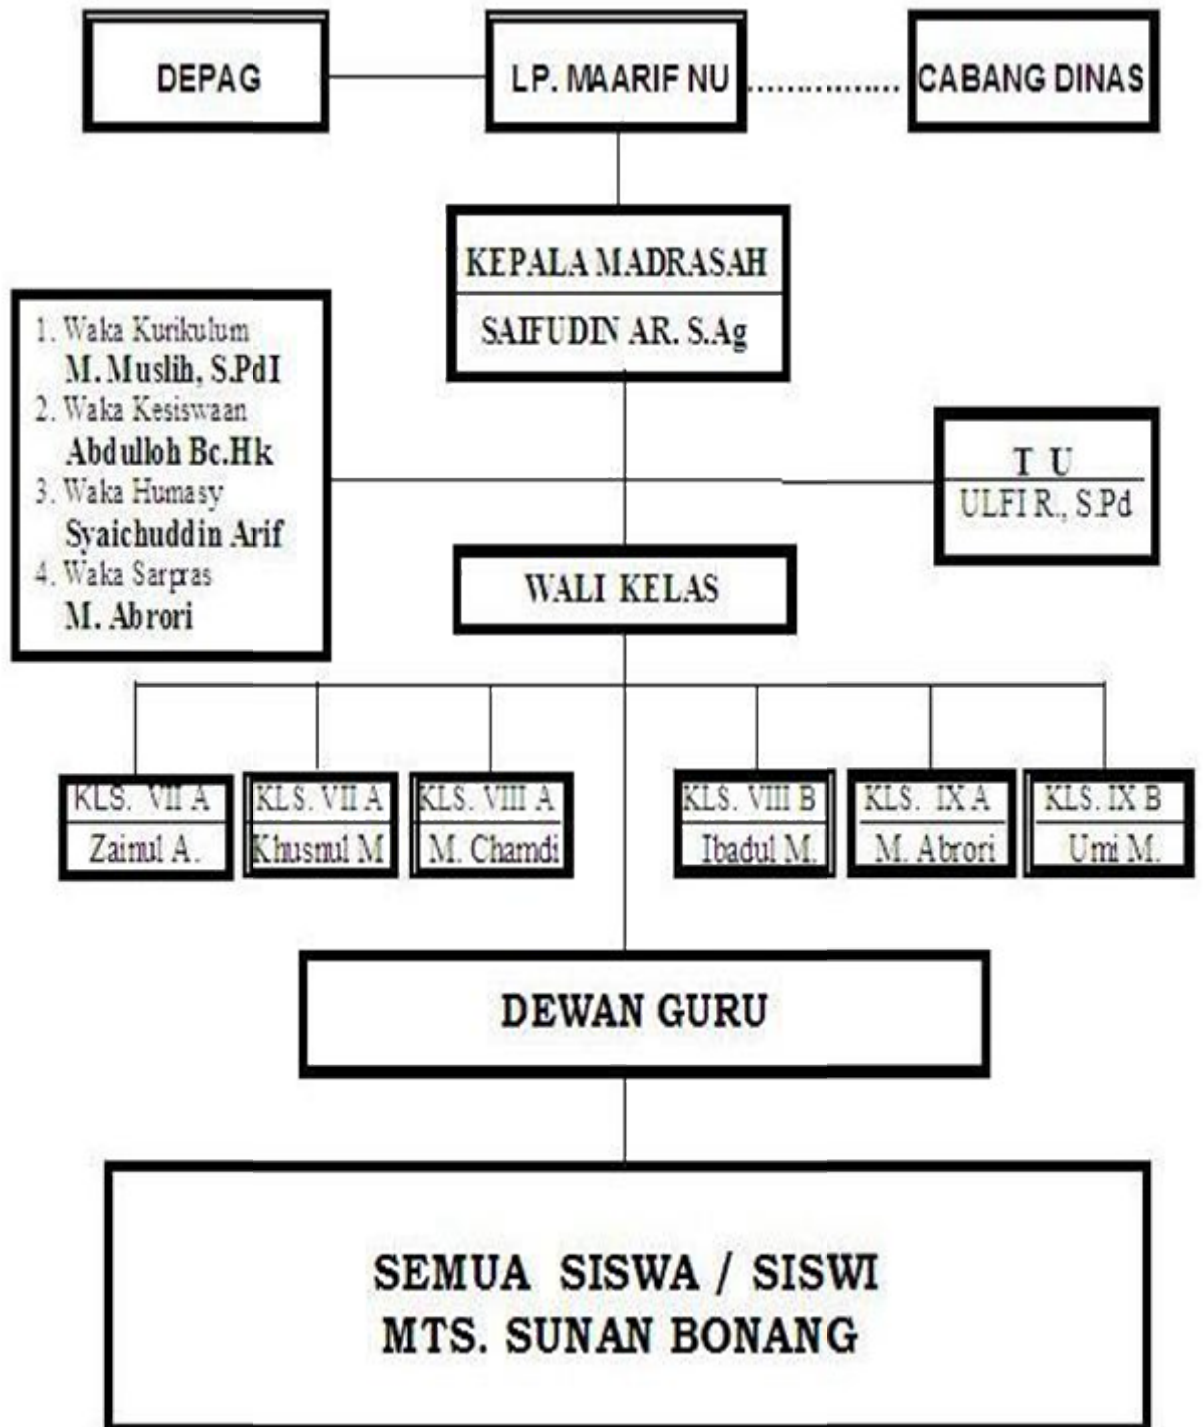 DEPAG
LP. MAARIF NU
CABANG DINAS
KEPALA MADRASAH
SAIFUDIN AR. S.Ag
1. Waka Kurikulum
M. Muslih, S.PdI
2. Waka Kesiswaan
Abdulloh Bc.Hk
3. Waka Humasy
Syaichuddin Arif
4. Waka Sarpras
M. Abrori
T U
ULFI R., S.Pd
WALI KELAS
KLS. VII A
Zainul A.
KLS. VII A
Khusnul M
KLS. VIII A
M. Chamdi
KLS. VIII B
Ibadul M.
KLS. IX A
M. Abrori
KLS. IX B
Umi M.
DEWAN GURU
SEMUA SISWA / SISWI
MTS. SUNAN BONANG